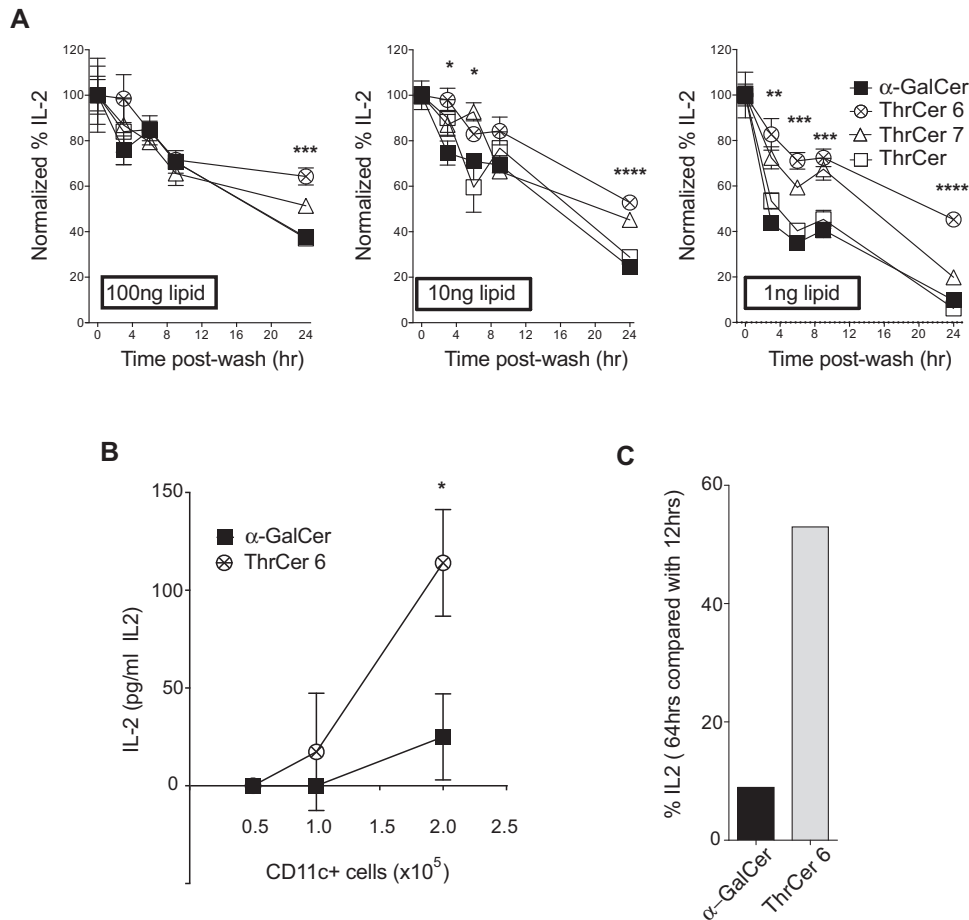 A
Normalized % IL-2
120
100
80
60
40
20
0
100ng lipid
***
0 4 8 12 16 20 24
Time post-wash (hr)
Normalized % IL-2
120
100
80
60
40
20
0
10ng lipid
* * ****
0 4 8 12 16 20 24
Time post-wash (hr)
Normalized % IL-2
120
100
80
60
40
20
0
1ng lipid
** *** *** ****
0 4 8 12 16 20 24
Time post-wash (hr)
α-GalCer
ThrCer 6
ThrCer 7
ThrCer
B
IL-2 (pg/ml IL2)
150
100
50
0
α-GalCer
ThrCer 6
*
0.5 1.0 1.5 2.0 2.5
CD11c+ cells (x10⁵)
C
% IL2 ( 64hrs compared with 12hrs)
60
40
20
0
α-GalCer
ThrCer 6